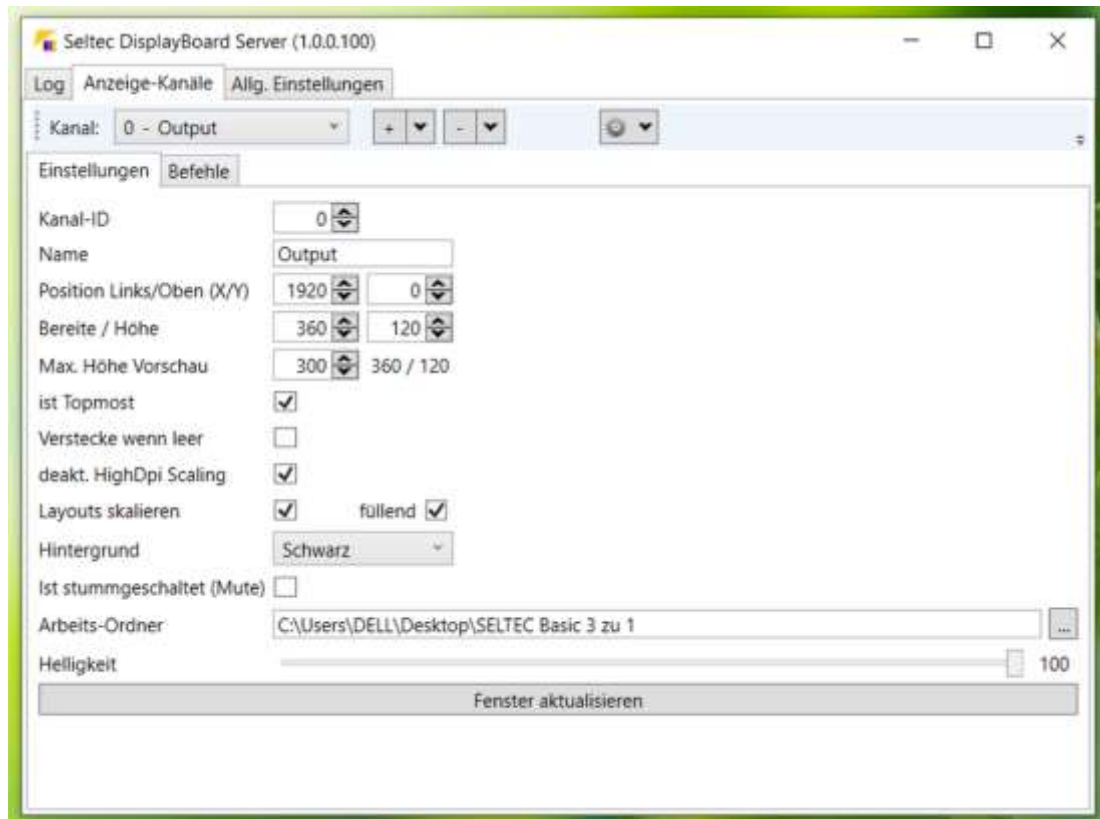 Seltec DisplayBoard Server (1.0.0.100)
Log Anzeige-Kanäle Allg. Einstellungen
Kanal: 0 - Output + -
Einstellungen Befehle
Kanal-ID 0
Name Output
Position Links/Oben (X/Y) 1920 0
Bereite / Höhe 360 120
Max. Höhe Vorschau 300 360 / 120
ist Topmost
Verstecke wenn leer
deakt. HighDpi Scaling
Layouts skalieren füllend
Hintergrund Schwarz
Ist stummgeschaltet (Mute)
Arbeits-Ordner C:\Users\DELL\Desktop\SELTEC Basic 3 zu 1 ...
Helligkeit 100
Fenster aktualisieren